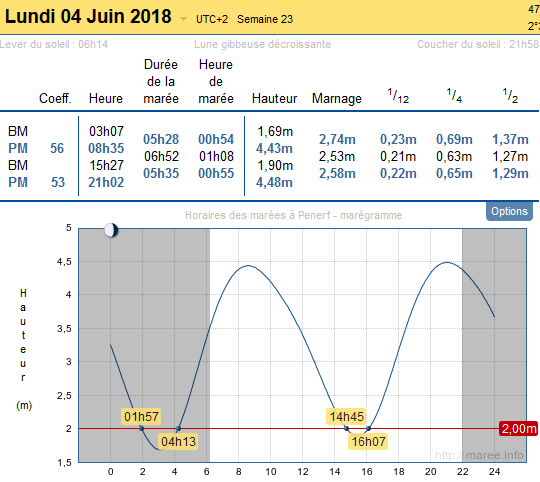 Lundi 04 Juin 2018 UTC+2 Semaine 23
47
2°
Lever du soleil : 06h14 Lune gibbeuse décroissante Coucher du soleil : 21h58
Durée Heure
de la de
Coeff. Heure marée marée Hauteur Marnage 1/12 1/4 1/2
BM 03h07 1,69m
05h28 00h54 2,74m 0,23m 0,69m 1,37m
PM 56 08h35 4,43m
06h52 01h08 2,53m 0,21m 0,63m 1,27m
BM 15h27 1,90m
05h35 00h55 2,58m 0,22m 0,65m 1,29m
PM 53 21h02 4,48m
Options
Horaires des marées à Penerf - marégramme
Hauteur
(m)
5
4,5
4
3,5
3
2,5
2
1,5
01h57
04h13
14h45
16h07
2,00m
http://maree.info
0 2 4 6 8 10 12 14 16 18 20 22 24